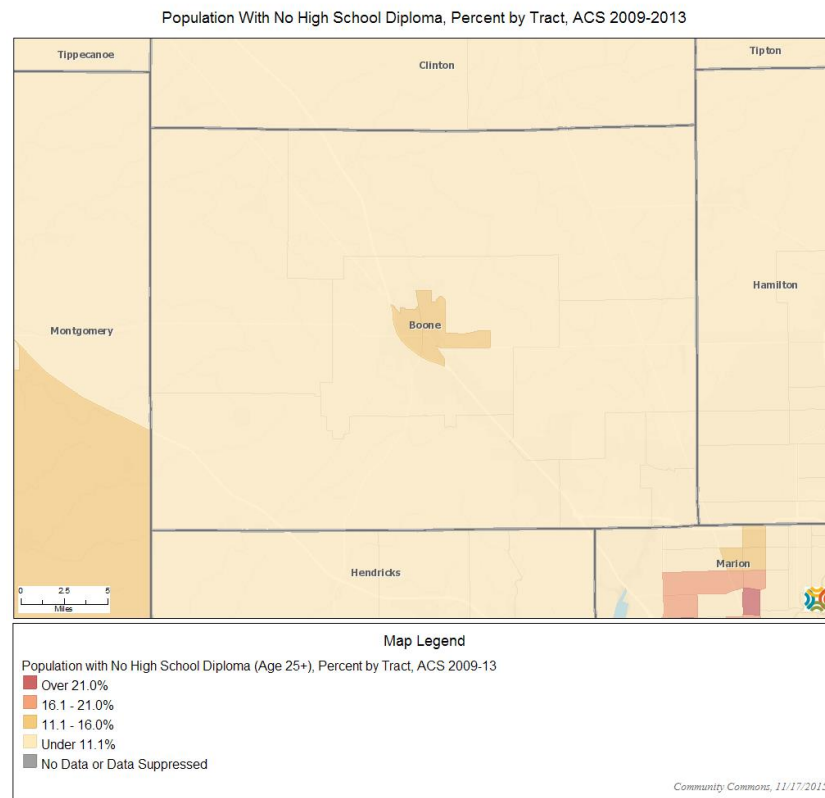 Population With No High School Diploma, Percent by Tract, ACS 2009-2013
Tippecanoe
Clinton
Tipton
Montgomery
Boone
Hamilton
Hendricks
Marion
0 2.5 5
Miles
Map Legend
Population with No High School Diploma (Age 25+), Percent by Tract, ACS 2009-13
Over 21.0%
16.1 - 21.0%
11.1 - 16.0%
Under 11.1%
No Data or Data Suppressed
Community Commons, 11/17/2015